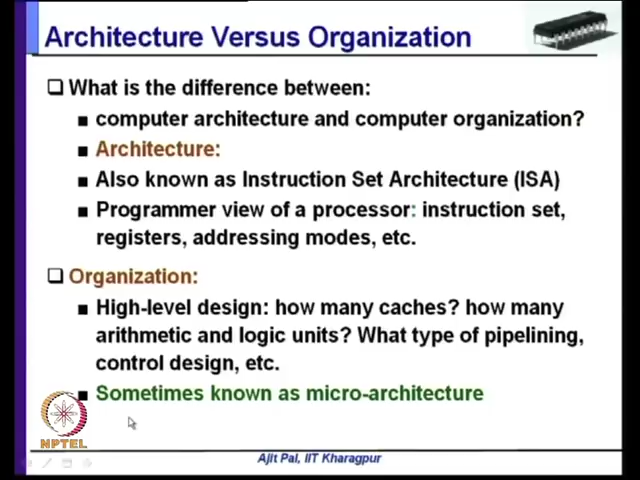 Architecture Versus Organization
What is the difference between:
computer architecture and computer organization?
Architecture:
Also known as Instruction Set Architecture (ISA)
Programmer view of a processor: instruction set,
registers, addressing modes, etc.
Organization:
High-level design: how many caches? how many
arithmetic and logic units? What type of pipelining,
control design, etc.
Sometimes known as micro-architecture
NPTEL
Ajit Pal, IIT Kharagpur